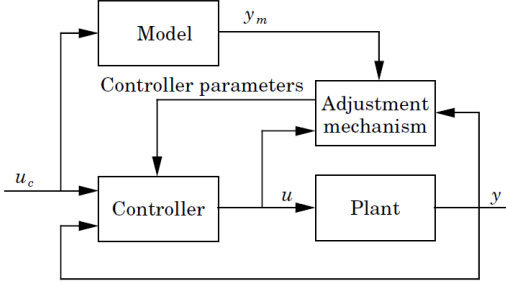 Model
y_m
Controller parameters
Adjustment
mechanism
u_c
Controller
u
Plant
y